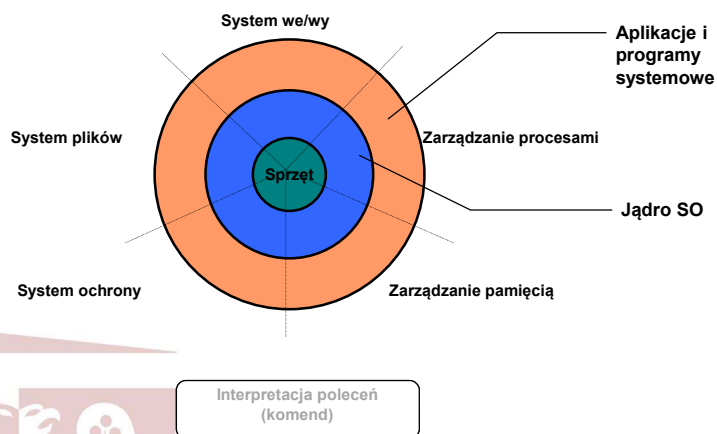 System we/wy
Aplikacje i
programy
systemowe
System plików
Zarządzanie procesami
Sprzęt
Jądro SO
System ochrony
Zarządzanie pamięcią
Interpretacja poleceń
(komend)